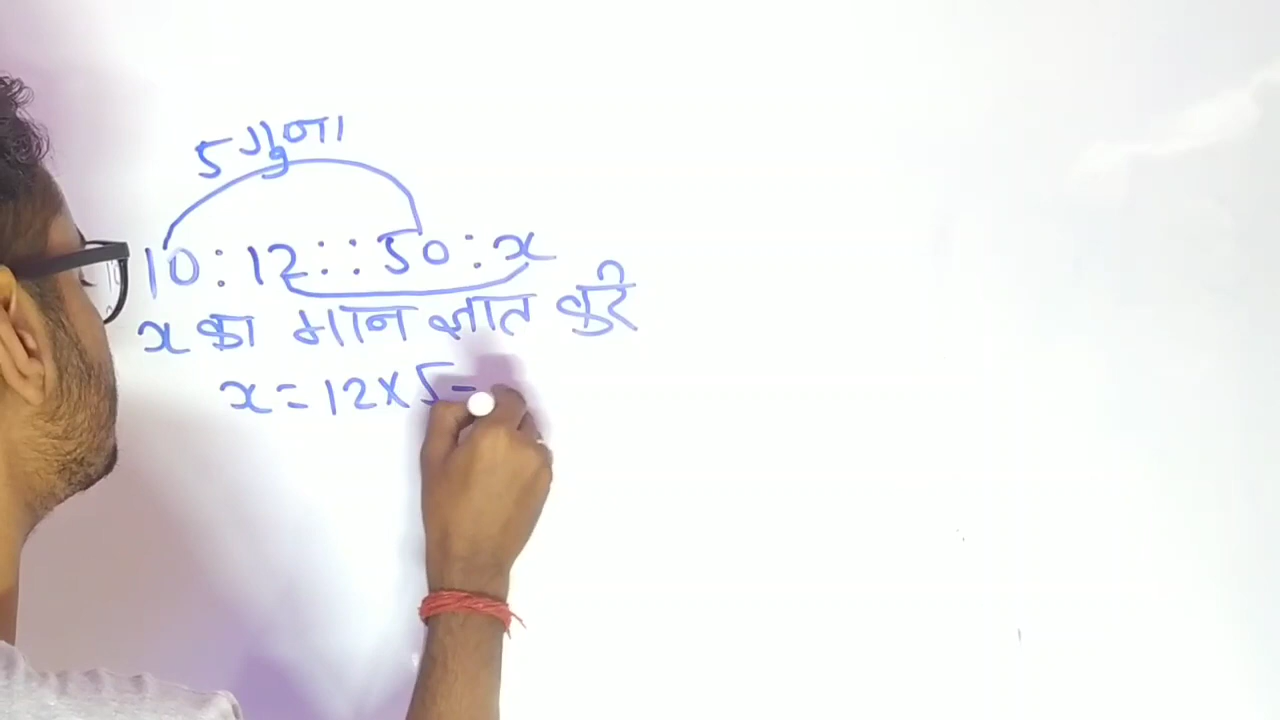 5 गुना
10 : 12 :: 50 : x
x का मान ज्ञात करें
x = 12 x 5 -